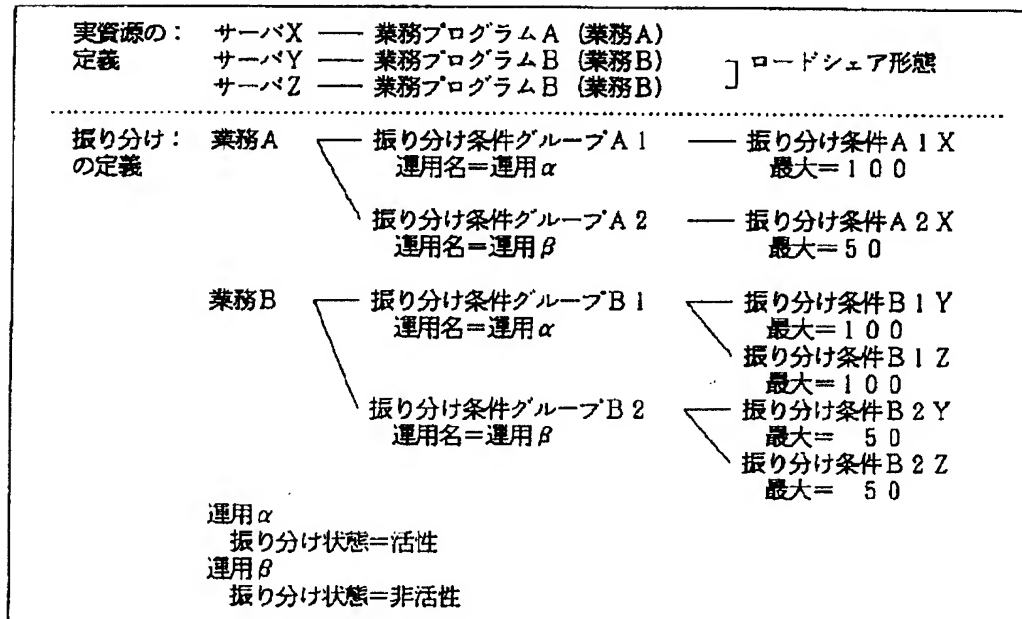 実資源の： サーバX ── 業務プログラムA（業務A）
定義 サーバY ── 業務プログラムB（業務B）
サーバZ ── 業務プログラムB（業務B）
ロードシェア形態
振り分け： 業務A 振り分け条件グループA1 ── 振り分け条件A1X
の定義 運用名＝運用α 最大＝100
振り分け条件グループA2 ── 振り分け条件A2X
運用名＝運用β 最大＝50
業務B 振り分け条件グループB1 振り分け条件B1Y
運用名＝運用α 最大＝100
振り分け条件B1Z
最大＝100
振り分け条件グループB2 振り分け条件B2Y
運用名＝運用β 最大＝ 50
振り分け条件B2Z
最大＝ 50
運用α
振り分け状態＝活性
運用β
振り分け状態＝非活性